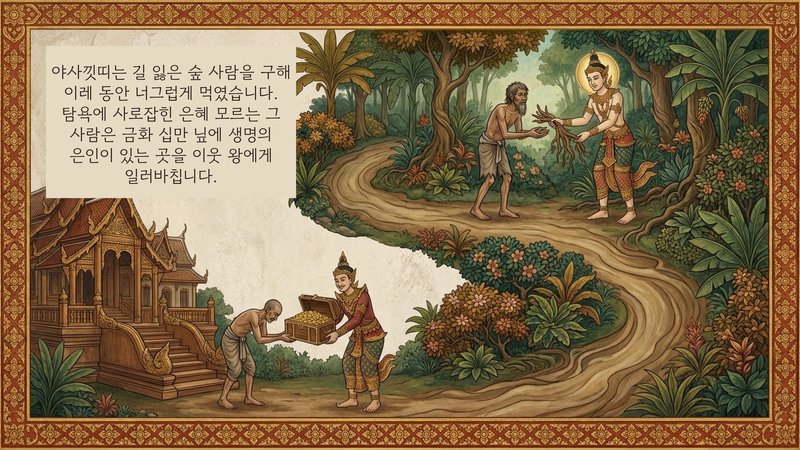 야사낏띠는 길 잃은 숲 사람을 구해
이레 동안 너그럽게 먹였습니다.
탐욕에 사로잡힌 은혜 모르는 그
사람은 금화 십만 닢에 생명의
은인이 있는 곳을 이웃 왕에게
일러바칩니다.